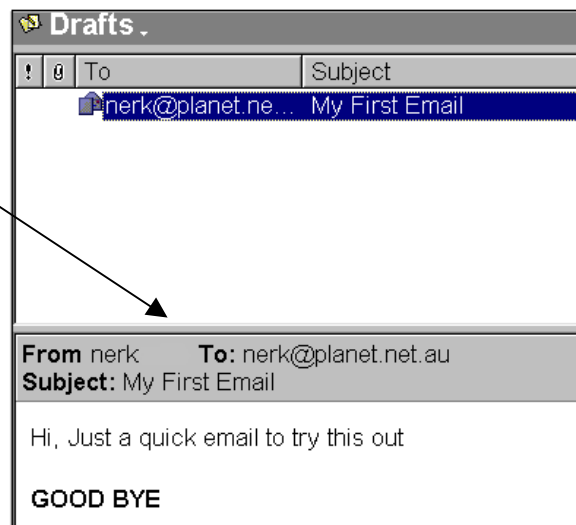 Drafts .
! To Subject
nerk@planet.ne... My First Email
From nerk To: nerk@planet.net.au
Subject: My First Email
Hi, Just a quick email to try this out
GOOD BYE